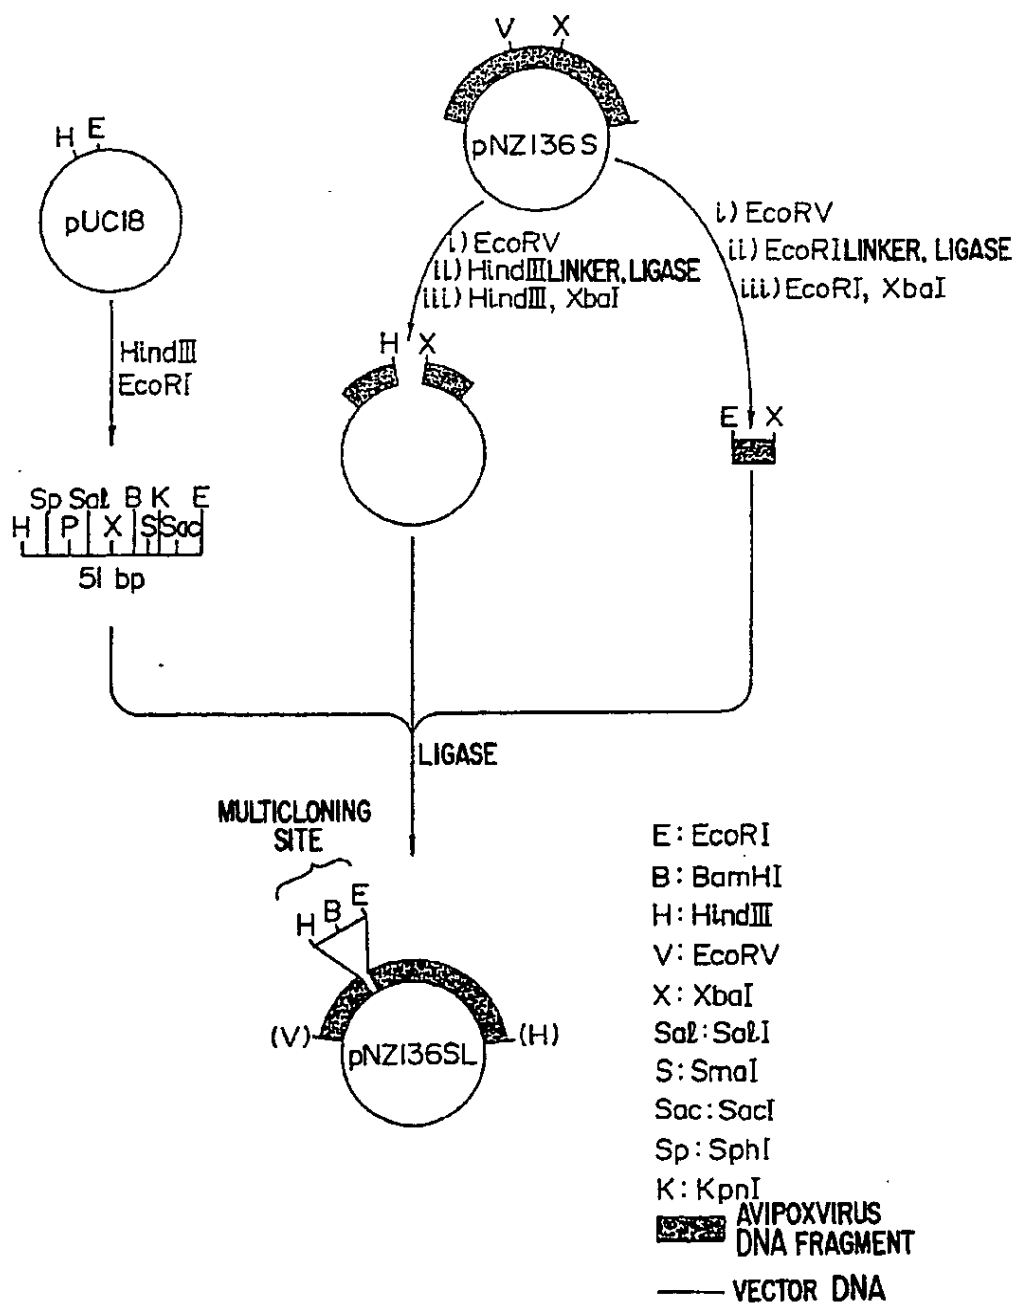 V X
pNZ136S
H E
pUC18
i) EcoRV
ii) EcoRI LINKER, LIGASE
iii) EcoRI, XbaI
i) EcoRV
ii) HindⅢ LINKER, LIGASE
iii) HindⅢ, XbaI
HindⅢ
EcoRI
H X
E X
Sp Sal B K E
H P X S Sac
51 bp
LIGASE
MULTICLONING
SITE
H B E
(V) (H)
pNZ136SL
E: EcoRI
B: BamHI
H: HindⅢ
V: EcoRV
X: XbaI
Sal: SalI
S: SmaI
Sac: SacI
Sp: SphI
K: KpnI
AVIPOXVIRUS
DNA FRAGMENT
VECTOR DNA